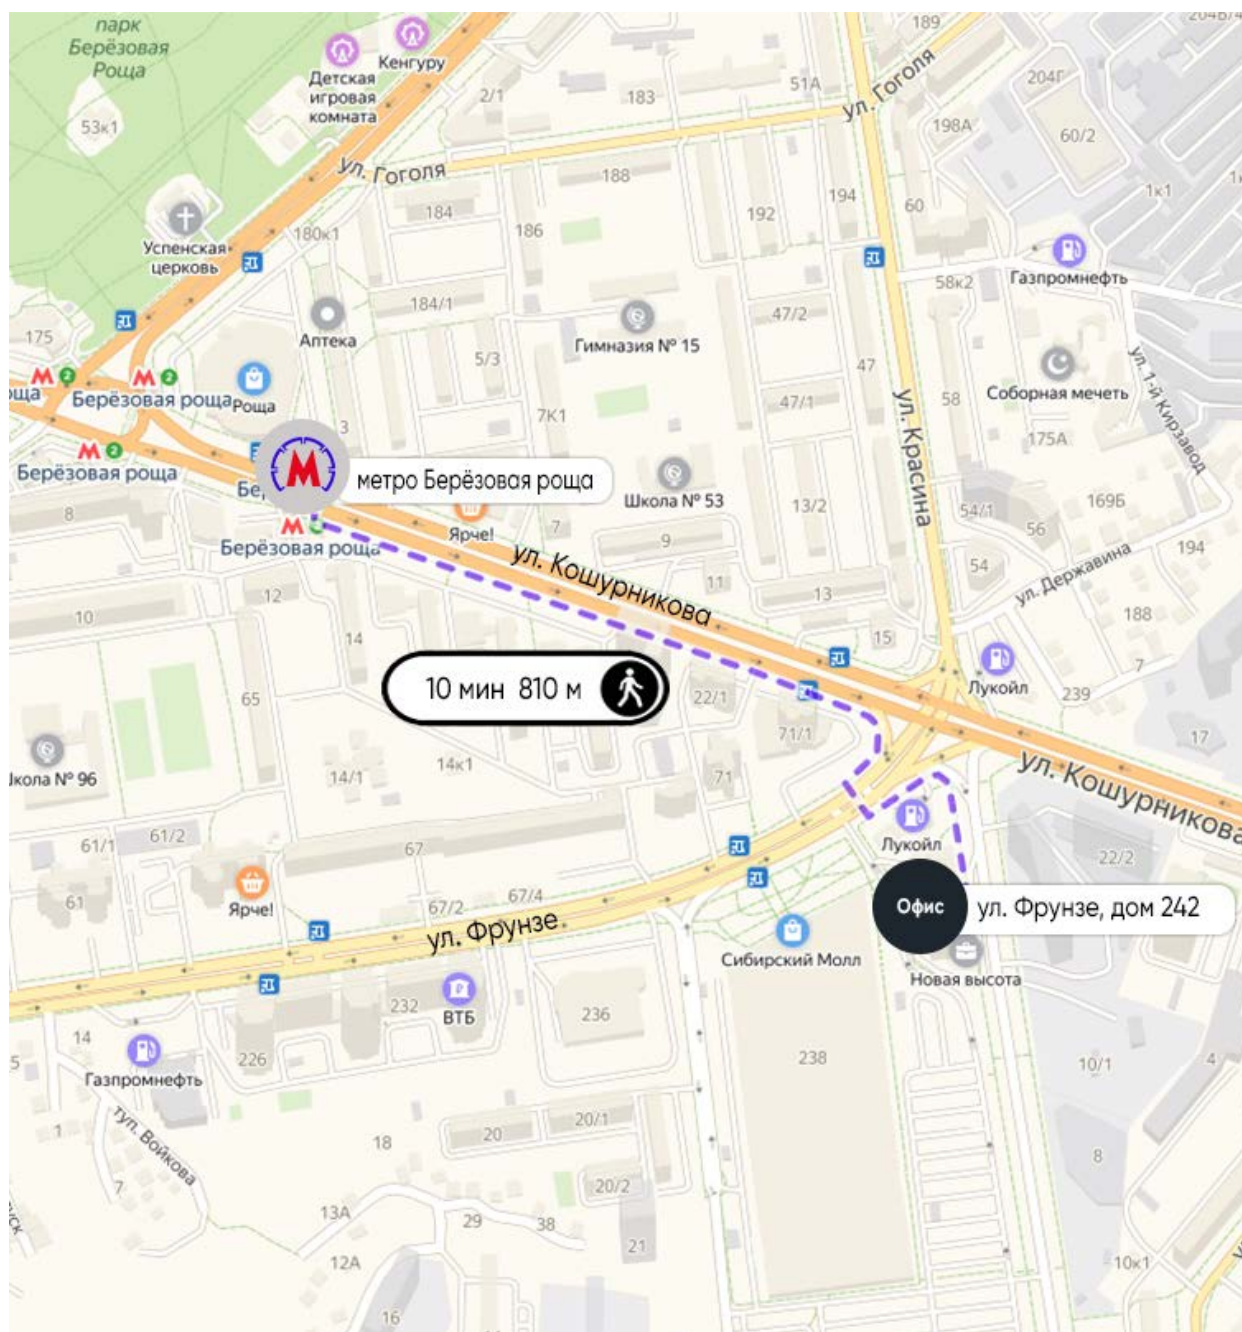 парк
Берёзовая
Роща
53к1
Кенгуру
Детская
игровая
комната
2/1
183
51А
189
204Г
198А
60/2
ул. Гоголя
ул. Гоголя
1к1
188
184
186
192
194
60
180к1
Успенская
церковь
Газпромнефть
58к2
184/1
Аптека
Гимназия № 15
47/2
175
5/3
47
58
Соборная мечеть
ул. 1-й Кирзавод
Берёзовая роща
Роща
7К1
47/1
ул. Красина
175А
3
Берёзовая роща
метро Берёзовая роща
Школа № 53
13/2
54/1
169Б
56
8
Ярче!
7
9
Берёзовая роща
ул. Кошурникова
194
54
ул. Державина
12
11
13
10
14
15
188
7
Лукойл
239
65
10 мин 810 м
22/1
71/1
17
Школа № 96
14/1
14к1
71
ул. Кошурникова
61/1
61/2
67
Лукойл
22/2
61
Ярче!
67/2
67/4
ул. Фрунзе
Офис
ул. Фрунзе, дом 242
Сибирский Молл
Новая высота
232
ВТБ
236
14
226
238
10/1
4
Газпромнефть
1
туп. Войкова
18
20
20/1
8
7
20/2
13А
29
38
21
12А
10к1
16